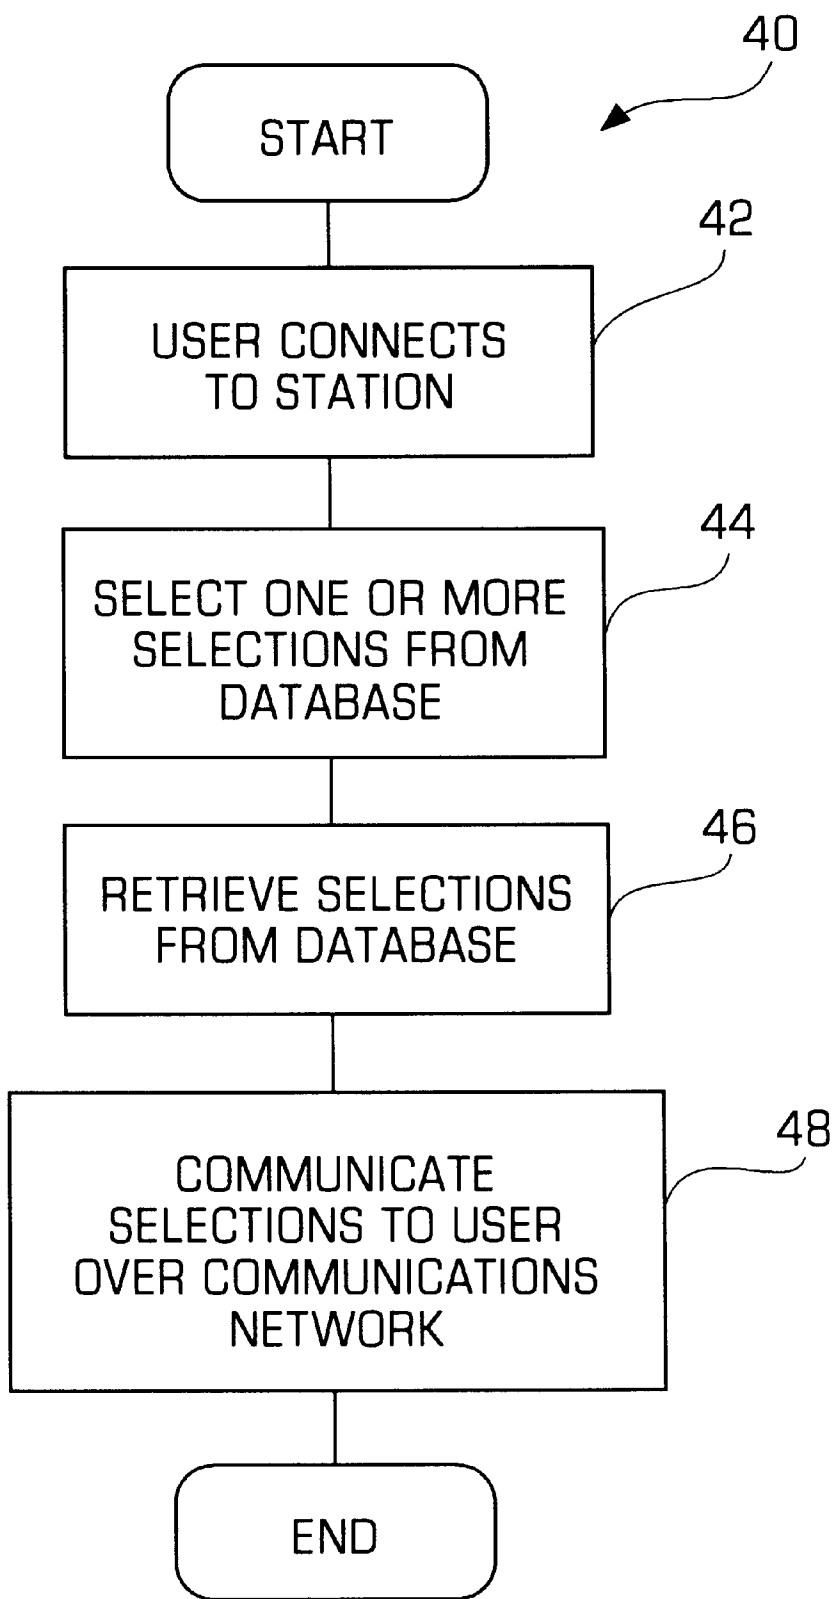 40
START
42
USER CONNECTS
TO STATION
44
SELECT ONE OR MORE
SELECTIONS FROM
DATABASE
46
RETRIEVE SELECTIONS
FROM DATABASE
48
COMMUNICATE
SELECTIONS TO USER
OVER COMMUNICATIONS
NETWORK
END